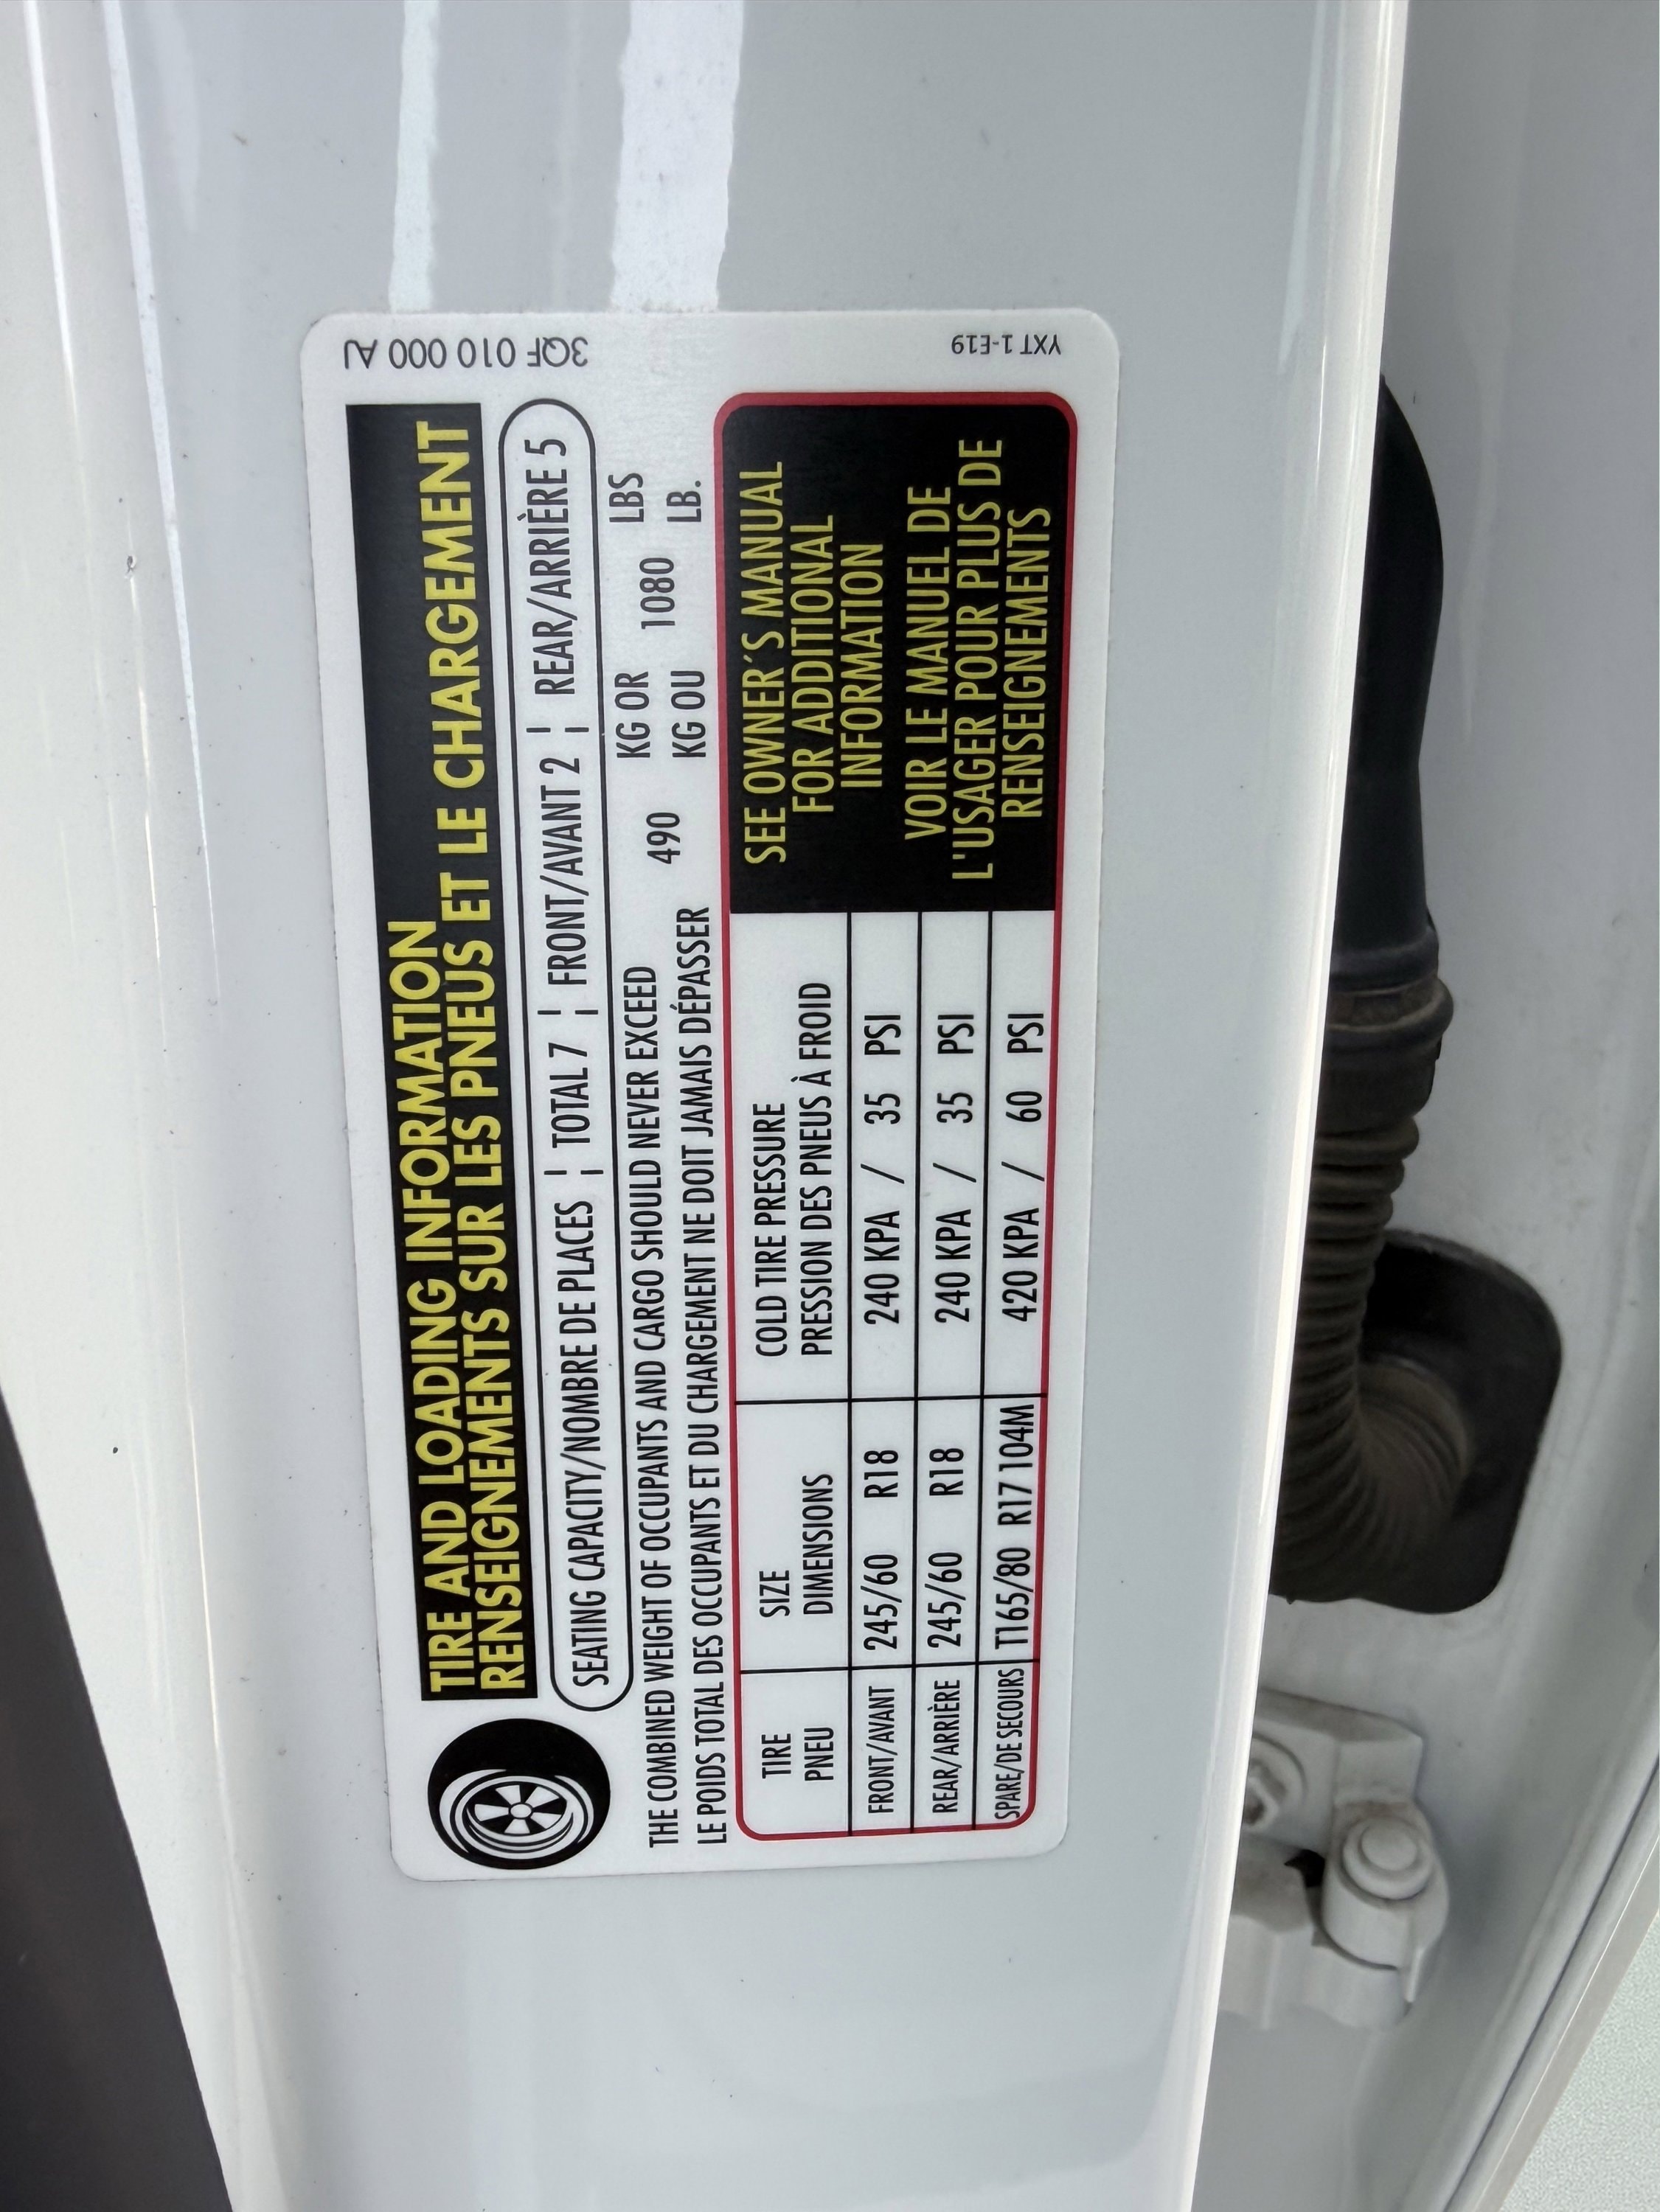 3QF 010 000 AJ
TIRE AND LOADING INFORMATION
RENSEIGNEMENTS SUR LES PNEUS ET LE CHARGEMENT
SEATING CAPACITY/NOMBRE DE PLACES ¦ TOTAL 7 ¦ FRONT/AVANT 2 ¦ REAR/ARRIÈRE 5
THE COMBINED WEIGHT OF OCCUPANTS AND CARGO SHOULD NEVER EXCEED 490 KG OR 1080 LBS
LE POIDS TOTAL DES OCCUPANTS ET DU CHARGEMENT NE DOIT JAMAIS DÉPASSER KG OU LB.
TIRE
PNEU
SIZE
DIMENSIONS
COLD TIRE PRESSURE
PRESSION DES PNEUS À FROID
FRONT/AVANT 245/60 R18 240 KPA / 35 PSI
REAR/ARRIÈRE 245/60 R18 240 KPA / 35 PSI
SPARE/DE SECOURS T165/80 R17 104M 420 KPA / 60 PSI
SEE OWNER'S MANUAL
FOR ADDITIONAL
INFORMATION
VOIR LE MANUEL DE
L'USAGER POUR PLUS DE
RENSEIGNEMENTS
YXT 1-E19